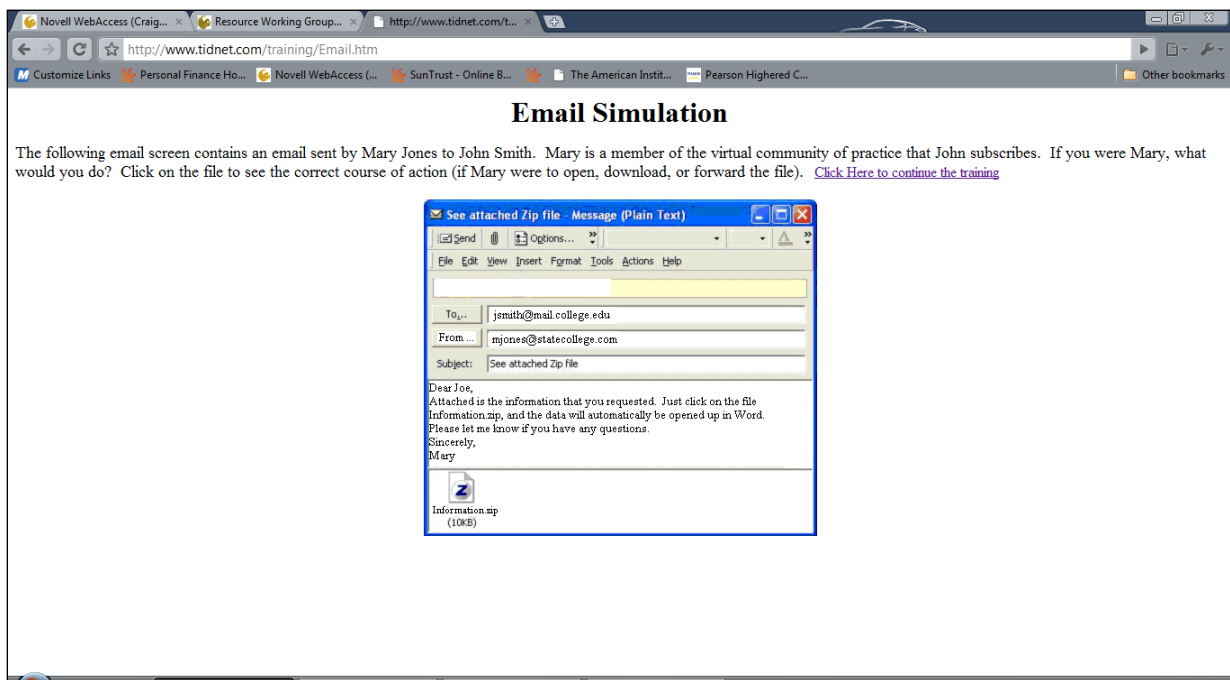 Novell WebAccess (Craig... × Resource Working Group... × http://www.tidnet.com/t... ×
http://www.tidnet.com/training/Email.htm
Customize Links Personal Finance Ho... Novell WebAccess (... SunTrust - Online B... The American Instit... Pearson Highered C... Other bookmarks
Email Simulation
The following email screen contains an email sent by Mary Jones to John Smith. Mary is a member of the virtual community of practice that John subscribes. If you were Mary, what
would you do? Click on the file to see the correct course of action (if Mary were to open, download, or forward the file). Click Here to continue the training
See attached Zip file - Message (Plain Text)
Send Options...
File Edit View Insert Format Tools Actions Help
To... jsmith@mail.college.edu
From ... mjones@statecollege.com
Subject: See attached Zip file
Dear Joe,
Attached is the information that you requested. Just click on the file
Information.zip, and the data will automatically be opened up in Word.
Please let me know if you have any questions.
Sincerely,
Mary
Information.zip
(10KB)